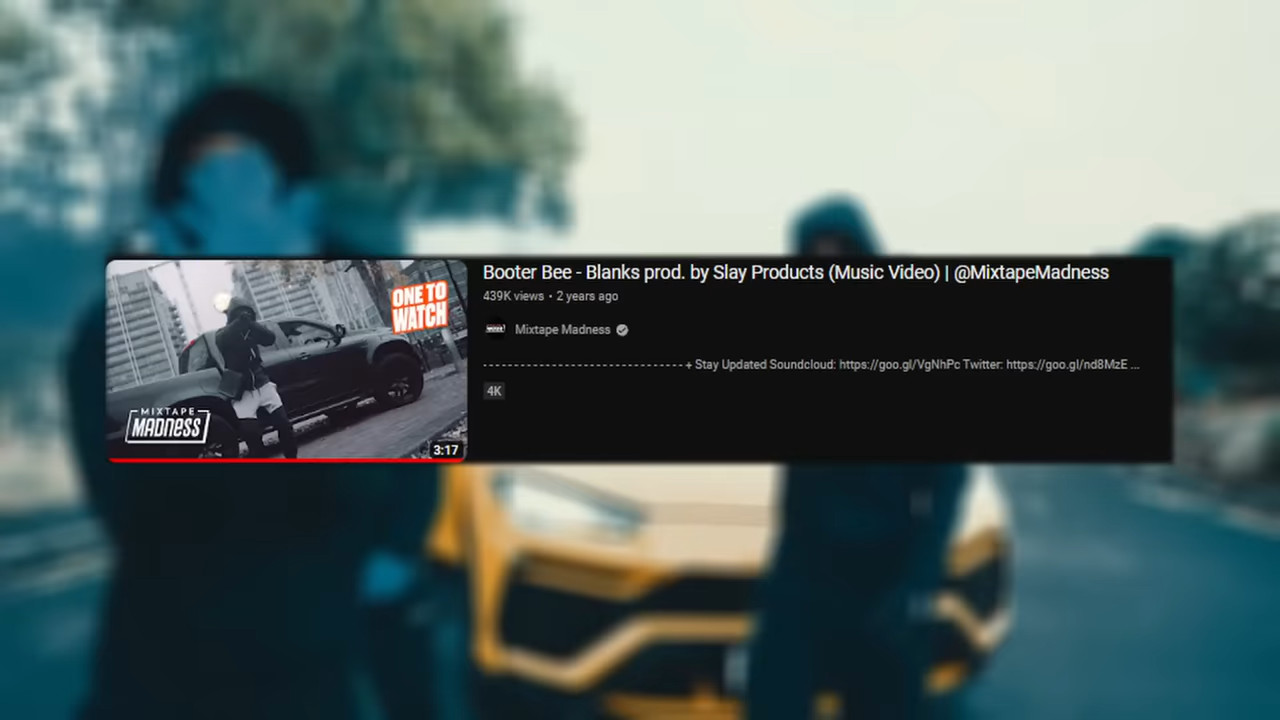 ONE TO
WATCH
MIXTAPE
MADNESS
3:17
Booter Bee - Blanks prod. by Slay Products (Music Video) | @MixtapeMadness
439K views • 2 years ago
Mixtape Madness
------------------------------+ Stay Updated Soundcloud: https://goo.gl/VgNhPc Twitter: https://goo.gl/nd8MzE ...
4K